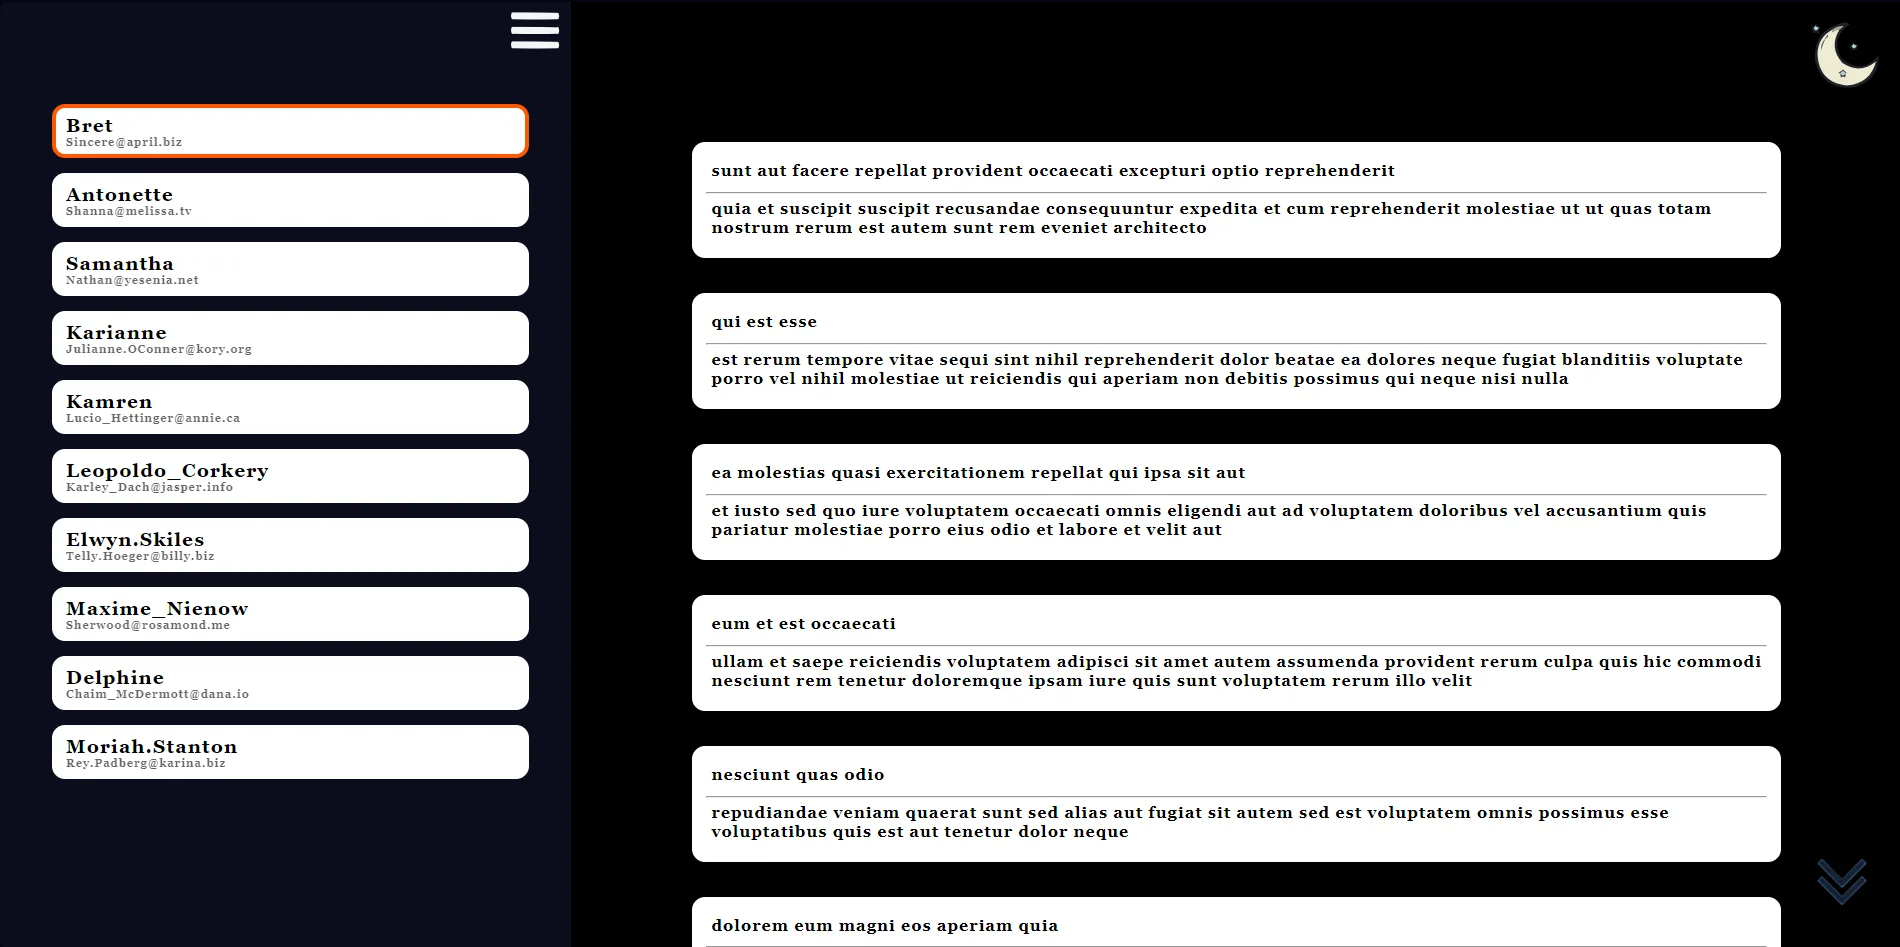 Bret
Sincere@april.biz
Antonette
Shanna@melissa.tv
Samantha
Nathan@yesenia.net
Karianne
Julianne.OConner@kory.org
Kamren
Lucio_Hettinger@annie.ca
Leopoldo_Corkery
Karley_Dach@jasper.info
Elwyn.Skiles
Telly.Hoeger@billy.biz
Maxime_Nienow
Sherwood@rosamond.me
Delphine
Chaim_McDermott@dana.io
Moriah.Stanton
Rey.Padberg@karina.biz
sunt aut facere repellat provident occaecati excepturi optio reprehenderit
quia et suscipit suscipit recusandae consequuntur expedita et cum reprehenderit molestiae ut ut quas totam
nostrum rerum est autem sunt rem eveniet architecto
qui est esse
est rerum tempore vitae sequi sint nihil reprehenderit dolor beatae ea dolores neque fugiat blanditiis voluptate
porro vel nihil molestiae ut reiciendis qui aperiam non debitis possimus qui neque nisi nulla
ea molestias quasi exercitationem repellat qui ipsa sit aut
et iusto sed quo iure voluptatem occaecati omnis eligendi aut ad voluptatem doloribus vel accusantium quis
pariatur molestiae porro eius odio et labore et velit aut
eum et est occaecati
ullam et saepe reiciendis voluptatem adipisci sit amet autem assumenda provident rerum culpa quis hic commodi
nesciunt rem tenetur doloremque ipsam iure quis sunt voluptatem rerum illo velit
nesciunt quas odio
repudiandae veniam quaerat sunt sed alias aut fugiat sit autem sed est voluptatem omnis possimus esse
voluptatibus quis est aut tenetur dolor neque
dolorem eum magni eos aperiam quia